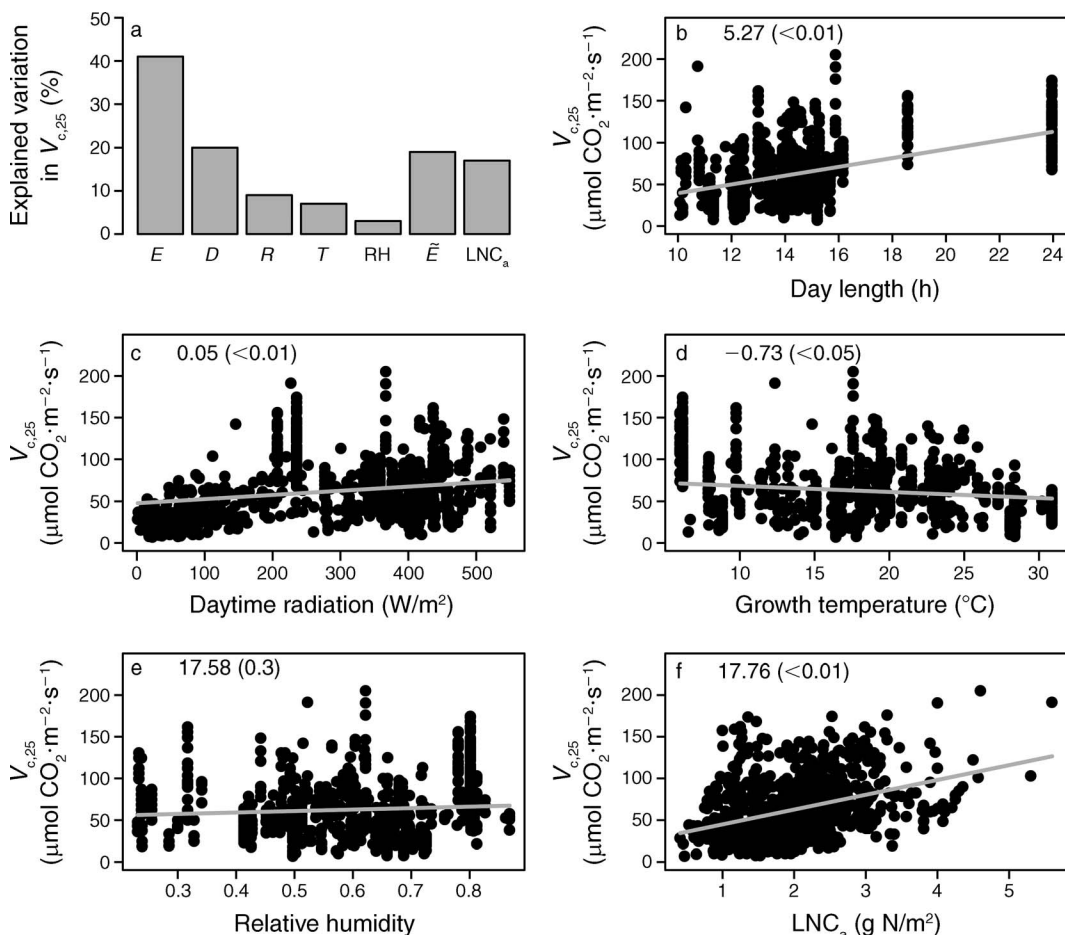 a
Explained variation
in Vc,25 (%)
50
40
30
20
10
0
E D R T RH Ẽ LNCa
b 5.27 (<0.01)
Vc,25
(µmol CO2·m−2·s−1)
200
150
100
50
0
10 12 14 16 18 20 22 24
Day length (h)
c 0.05 (<0.01)
Vc,25
(µmol CO2·m−2·s−1)
200
150
100
50
0
0 100 200 300 400 500
Daytime radiation (W/m2)
d −0.73 (<0.05)
Vc,25
(µmol CO2·m−2·s−1)
200
150
100
50
0
10 15 20 25 30
Growth temperature (°C)
e 17.58 (0.3)
Vc,25
(µmol CO2·m−2·s−1)
200
150
100
50
0
0.3 0.4 0.5 0.6 0.7 0.8
Relative humidity
f 17.76 (<0.01)
Vc,25
(µmol CO2·m−2·s−1)
200
150
100
50
0
1 2 3 4 5
LNCa (g N/m2)